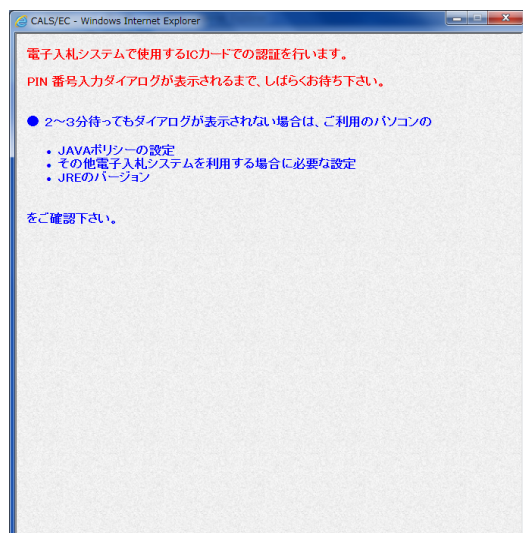 CALS/EC - Windows Internet Explorer
電子入札システムで使用するICカードでの認証を行います。
PIN 番号入力ダイアログが表示されるまで、しばらくお待ち下さい。
● 2～3分待ってもダイアログが表示されない場合は、ご利用のパソコンの
• JAVAポリシーの設定
• その他電子入札システムを利用する場合に必要な設定
• JREのバージョン
をご確認下さい。